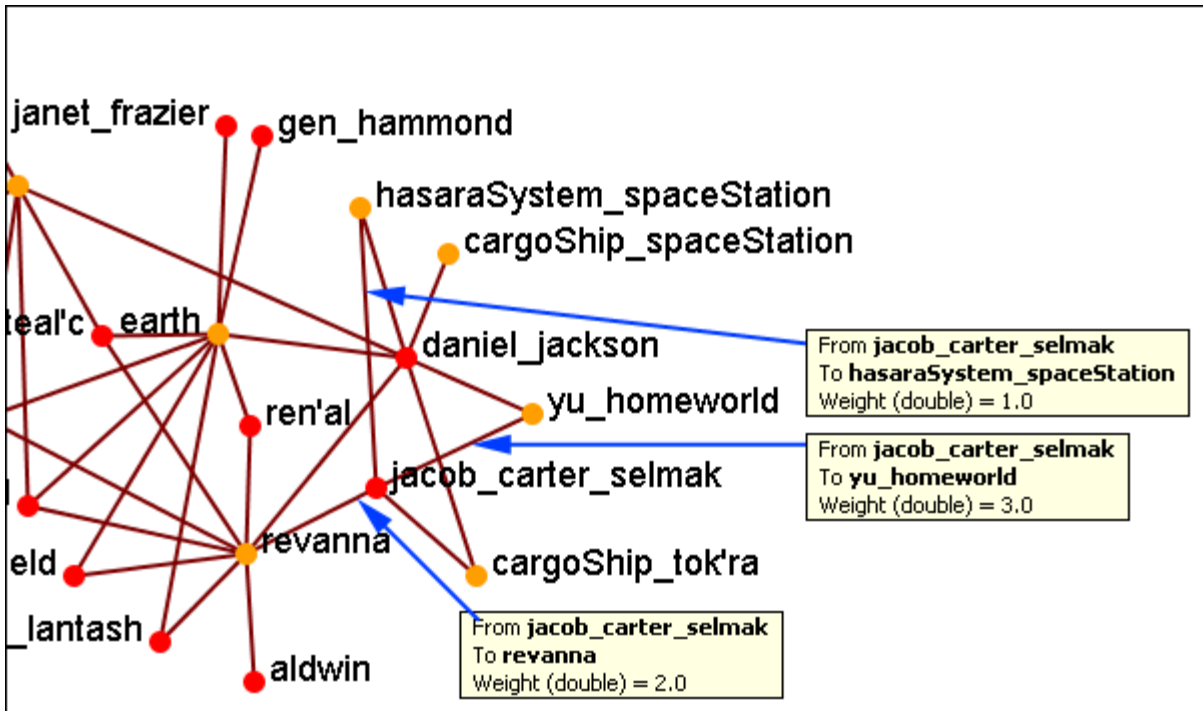 janet_frazier
gen_hammond
hasaraSystem_spaceStation
cargoShip_spaceStation
teal'c
earth
daniel_jackson
From jacob_carter_selmak
To hasaraSystem_spaceStation
Weight (double) = 1.0
yu_homeworld
ren'al
From jacob_carter_selmak
To yu_homeworld
Weight (double) = 3.0
jacob_carter_selmak
revanna
eld
cargoShip_tok'ra
_lantash
From jacob_carter_selmak
To revanna
Weight (double) = 2.0
aldwin